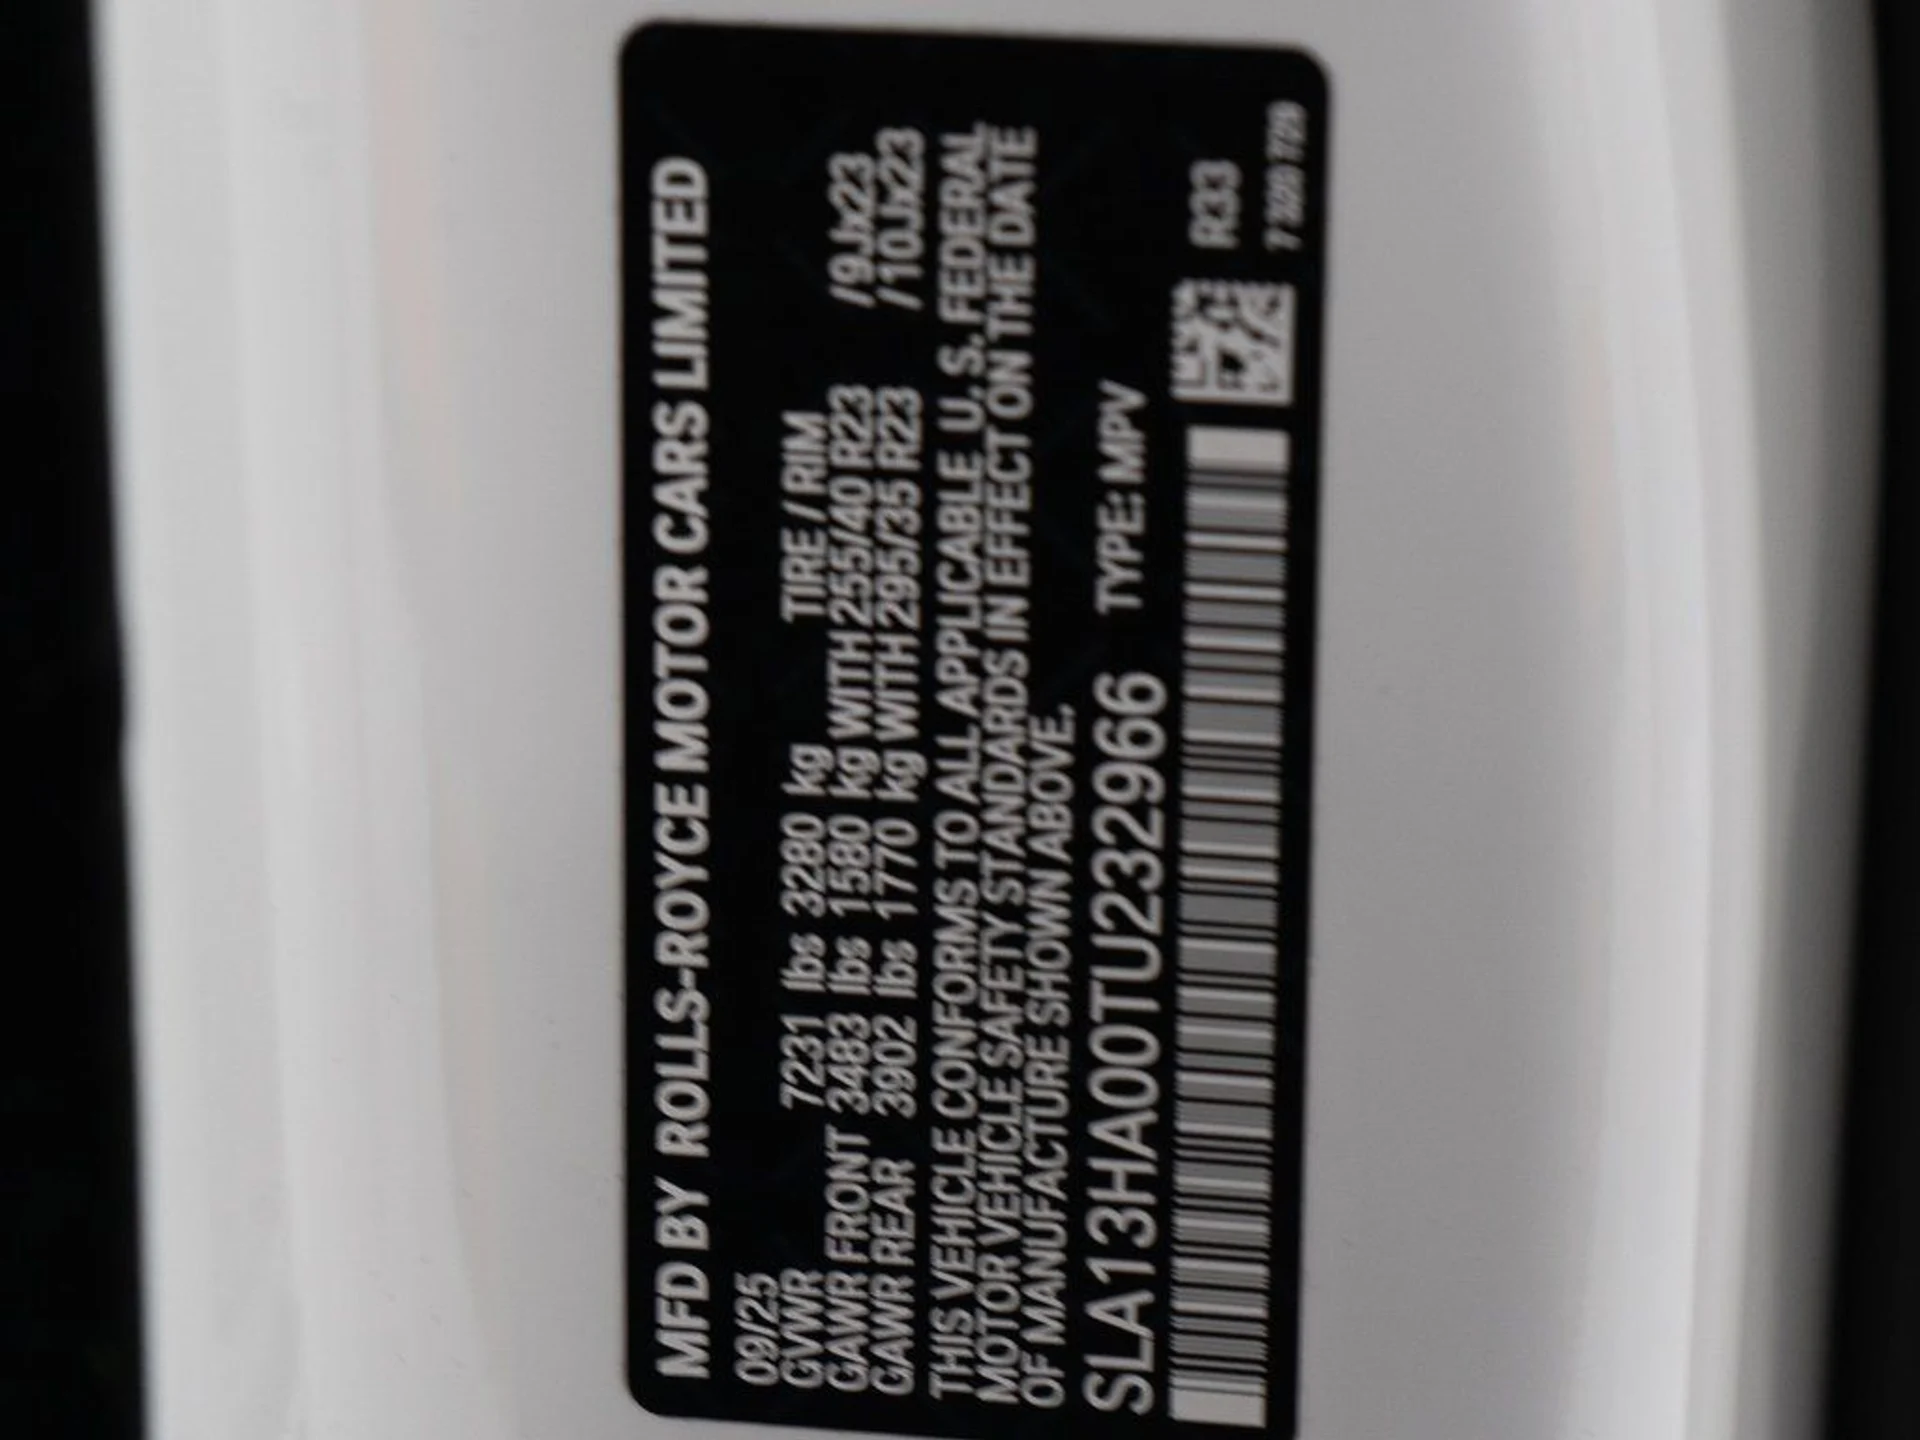 MFD BY ROLLS-ROYCE MOTOR CARS LIMITED
09/25
GVWR 7231 lbs 3280 kg TIRE / RIM
GAWR FRONT 3483 lbs 1580 kg WITH 255/40 R23 /9Jx23
GAWR REAR 3902 lbs 1770 kg WITH 295/35 R23 /10Jx23
THIS VEHICLE CONFORMS TO ALL APPLICABLE U.S. FEDERAL
MOTOR VEHICLE SAFETY STANDARDS IN EFFECT ON THE DATE
OF MANUFACTURE SHOWN ABOVE.
SLA13HA00TU232966 TYPE: MPV
R33